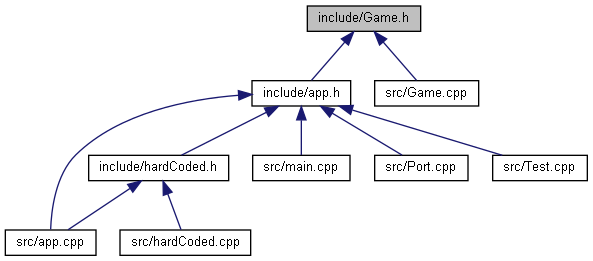 include/Game.h
include/app.h
src/Game.cpp
include/hardCoded.h
src/main.cpp
src/Port.cpp
src/Test.cpp
src/app.cpp
src/hardCoded.cpp